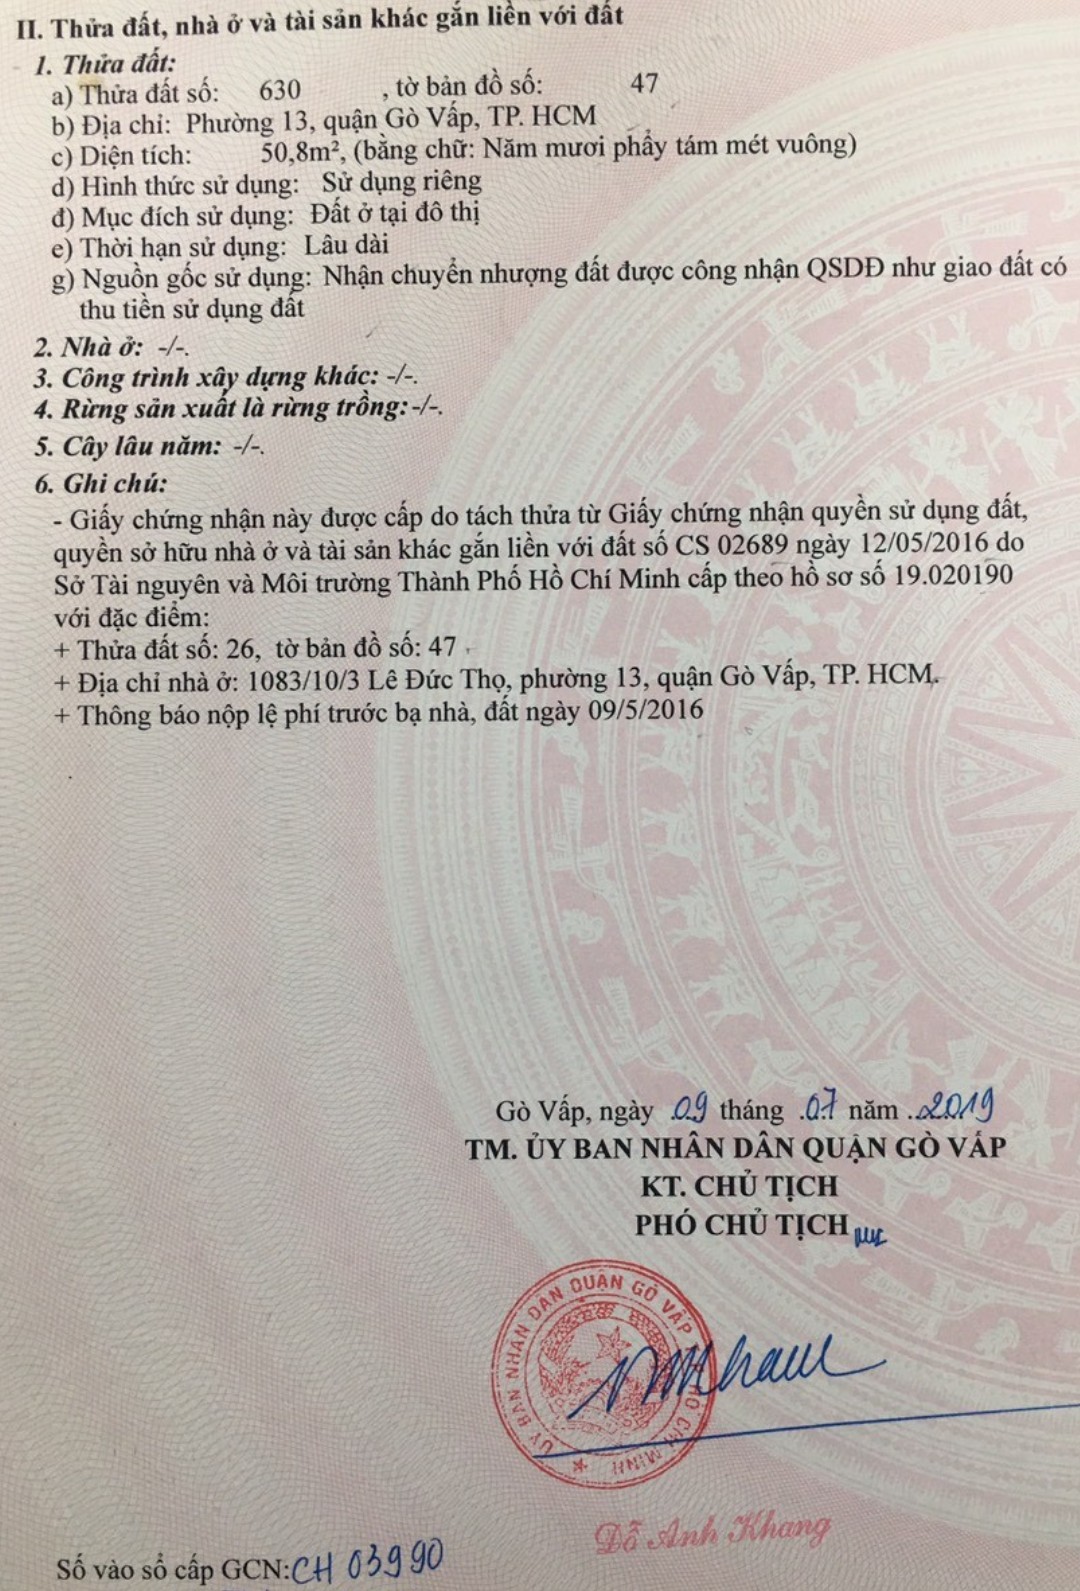 II. Thửa đất, nhà ở và tài sản khác gắn liền với đất
1. Thửa đất:
a) Thửa đất số: 630 , tờ bản đồ số: 47
b) Địa chỉ: Phường 13, quận Gò Vấp, TP. HCM
c) Diện tích: 50,8m², (bằng chữ: Năm mươi phẩy tám mét vuông)
d) Hình thức sử dụng: Sử dụng riêng
đ) Mục đích sử dụng: Đất ở tại đô thị
e) Thời hạn sử dụng: Lâu dài
g) Nguồn gốc sử dụng: Nhận chuyển nhượng đất được công nhận QSDĐ như giao đất có
thu tiền sử dụng đất
2. Nhà ở: -/-.
3. Công trình xây dựng khác: -/-.
4. Rừng sản xuất là rừng trồng: -/-.
5. Cây lâu năm: -/-.
6. Ghi chú:
- Giấy chứng nhận này được cấp do tách thửa từ Giấy chứng nhận quyền sử dụng đất,
quyền sở hữu nhà ở và tài sản khác gắn liền với đất số CS 02689 ngày 12/05/2016 do
Sở Tài nguyên và Môi trường Thành Phố Hồ Chí Minh cấp theo hồ sơ số 19.020190
với đặc điểm:
+ Thửa đất số: 26, tờ bản đồ số: 47
+ Địa chỉ nhà ở: 1083/10/3 Lê Đức Thọ, phường 13, quận Gò Vấp, TP. HCM.
+ Thông báo nộp lệ phí trước bạ nhà, đất ngày 09/5/2016
Gò Vấp, ngày 09 tháng 07 năm 2019
TM. ỦY BAN NHÂN DÂN QUẬN GÒ VẤP
KT. CHỦ TỊCH
PHÓ CHỦ TỊCH
ỦY BAN NHÂN DÂN QUẬN GÒ VẤP HỒ CHÍ MINH
Đỗ Anh Khang
Số vào sổ cấp GCN: CH 03990